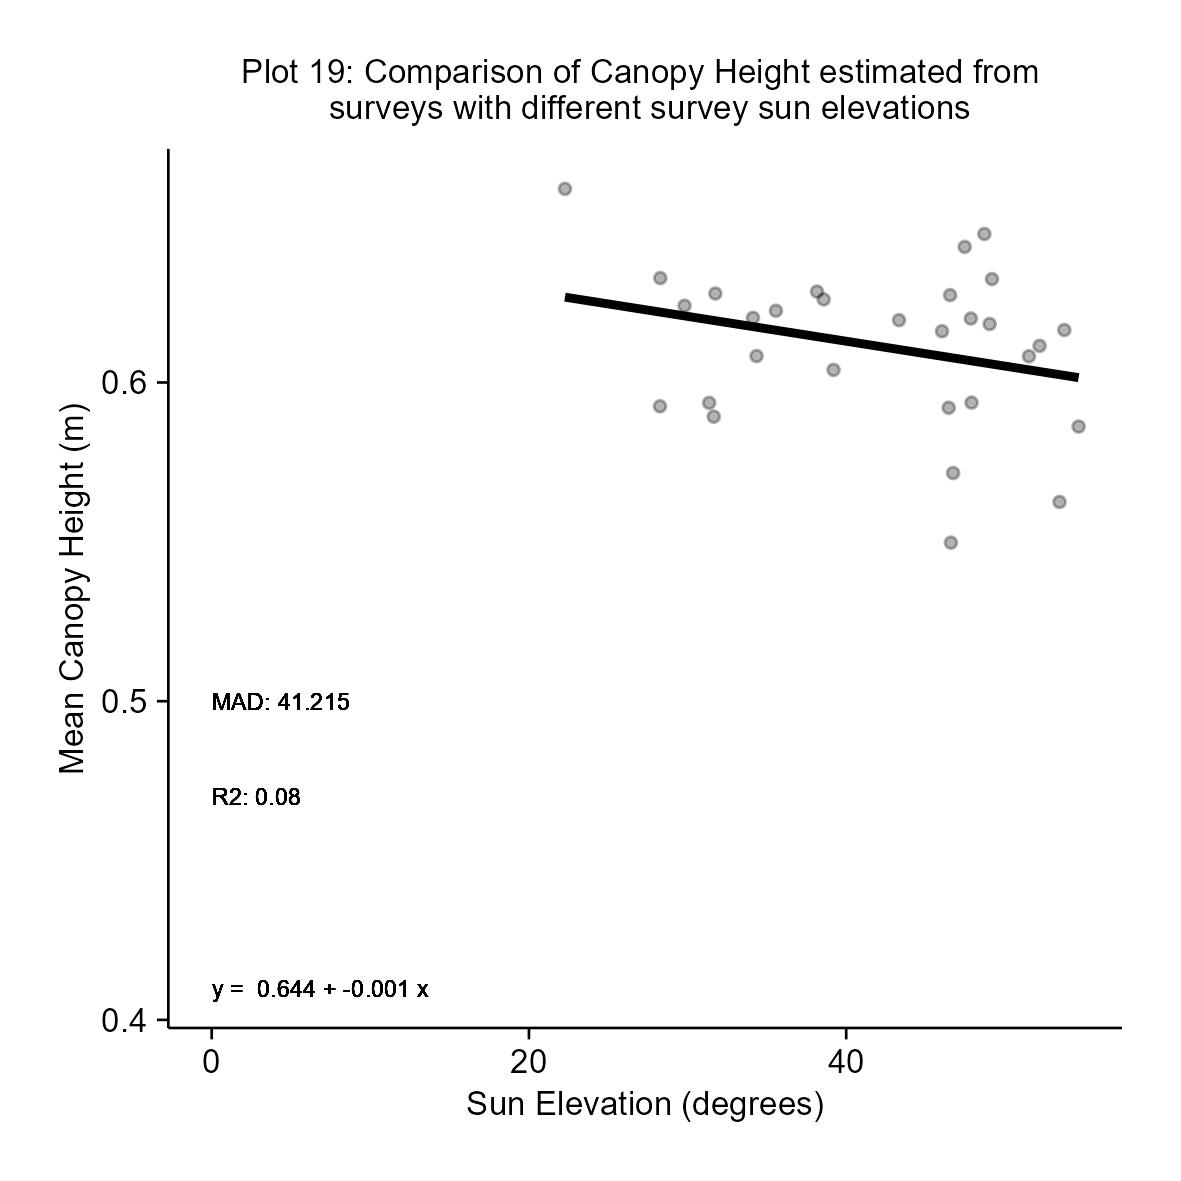 Plot 19: Comparison of Canopy Height estimated from
surveys with different survey sun elevations
Mean Canopy Height (m)
0.6
0.5
0.4
MAD: 41.215
R2: 0.08
y =  0.644 + -0.001 x
0 20 40
Sun Elevation (degrees)